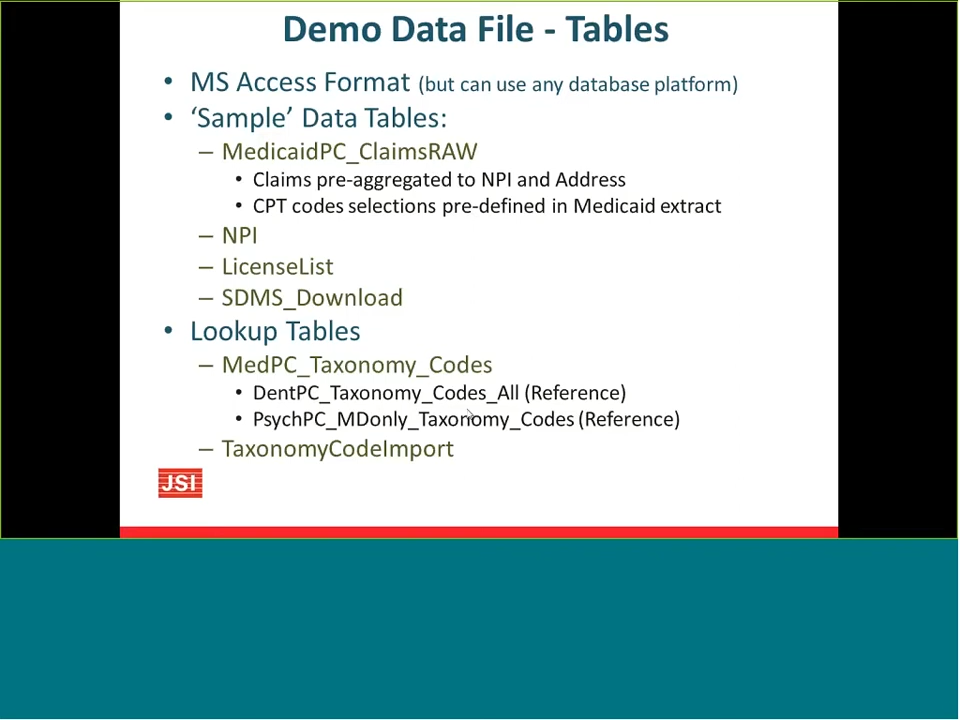 Demo Data File - Tables
• MS Access Format (but can use any database platform)
• ‘Sample’ Data Tables:
– MedicaidPC_ClaimsRAW
• Claims pre-aggregated to NPI and Address
• CPT codes selections pre-defined in Medicaid extract
– NPI
– LicenseList
– SDMS_Download
• Lookup Tables
– MedPC_Taxonomy_Codes
• DentPC_Taxonomy_Codes_All (Reference)
• PsychPC_MDonly_Taxonomy_Codes (Reference)
– TaxonomyCodeImport
JSI